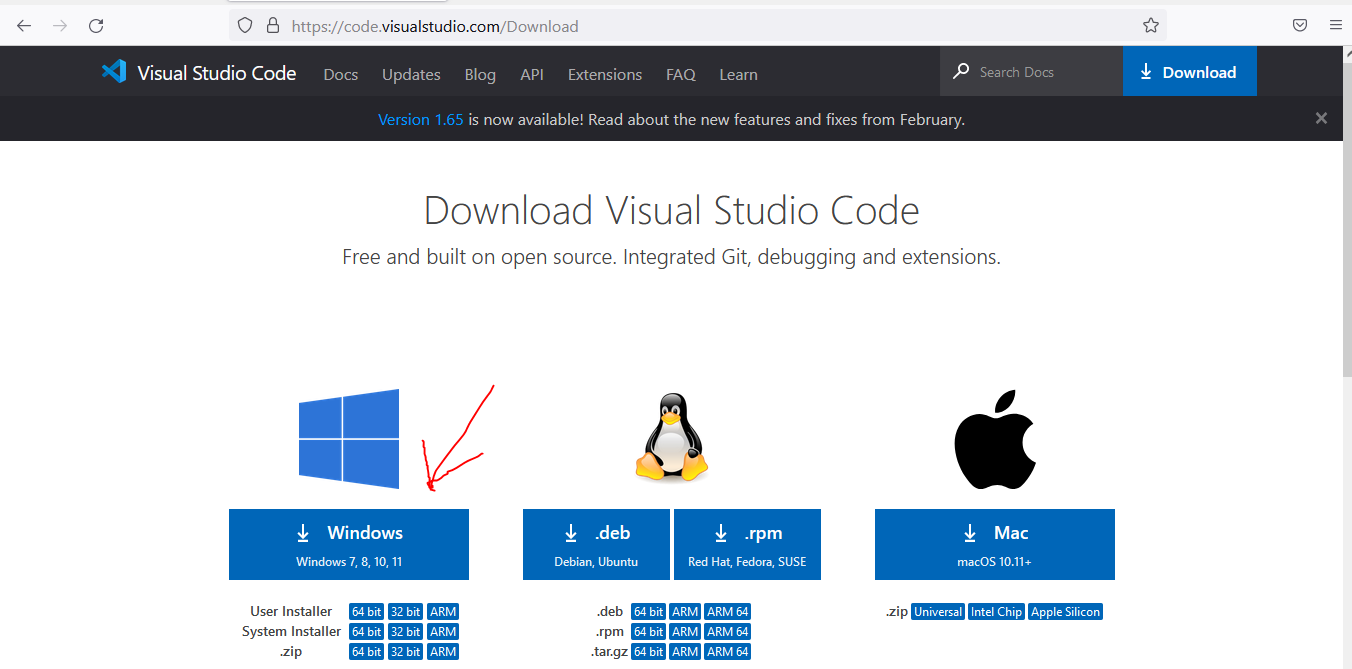 https://code.visualstudio.com/Download
Visual Studio Code Docs Updates Blog API Extensions FAQ Learn Search Docs Download
Version 1.65 is now available! Read about the new features and fixes from February.
Download Visual Studio Code
Free and built on open source. Integrated Git, debugging and extensions.
Windows
Windows 7, 8, 10, 11
User Installer 64 bit 32 bit ARM
System Installer 64 bit 32 bit ARM
.zip 64 bit 32 bit ARM
.deb
Debian, Ubuntu
.rpm
Red Hat, Fedora, SUSE
.deb 64 bit ARM ARM 64
.rpm 64 bit ARM ARM 64
.tar.gz 64 bit ARM ARM 64
Mac
macOS 10.11+
.zip Universal Intel Chip Apple Silicon